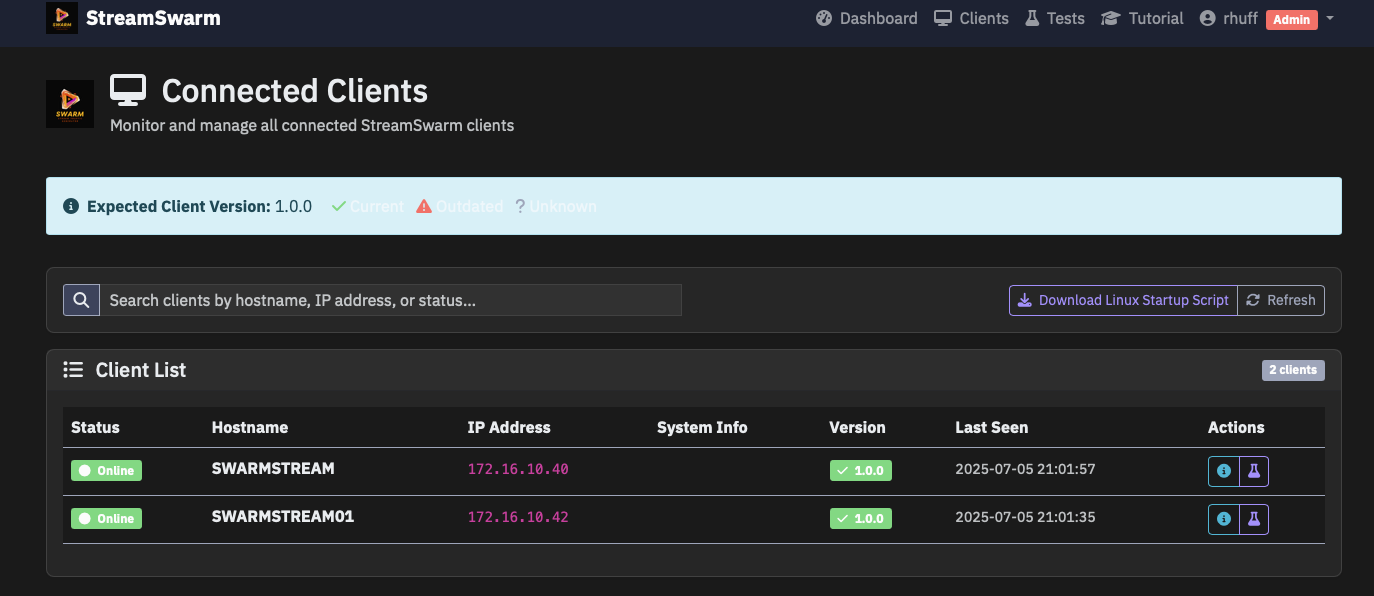 SWARM
StreamSwarm
Dashboard
Clients
Tests
Tutorial
rhuff
Admin
SWARM
Connected Clients
Monitor and manage all connected StreamSwarm clients
Expected Client Version: 1.0.0
Current
Outdated
? Unknown
Search clients by hostname, IP address, or status...
Download Linux Startup Script
Refresh
Client List
2 clients
Status Hostname IP Address System Info Version Last Seen Actions
Online SWARMSTREAM 172.16.10.40 1.0.0 2025-07-05 21:01:57
Online SWARMSTREAM01 172.16.10.42 1.0.0 2025-07-05 21:01:35